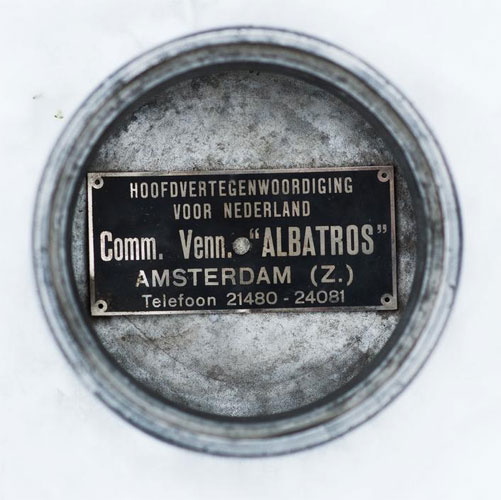 HOOFDVERTEGENWOORDIGING
VOOR NEDERLAND
Comm. Venn. "ALBATROS"
AMSTERDAM (Z.)
Telefoon 21480 - 24081